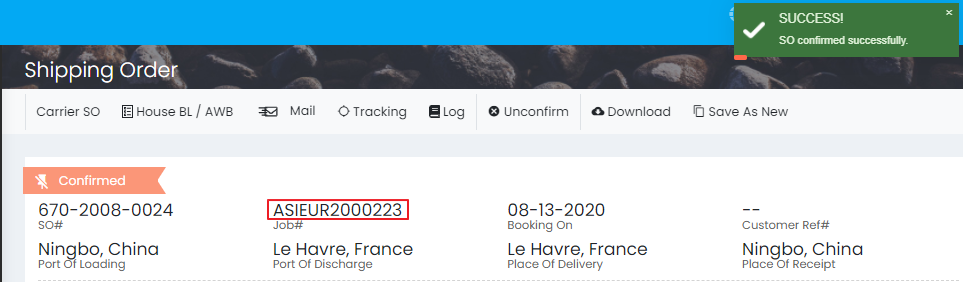 SUCCESS! ×
SO confirmed successfully.
Shipping Order
Carrier SO House BL / AWB Mail Tracking Log Unconfirm Download Save As New
Confirmed
670-2008-0024 ASIEUR2000223 08-13-2020 --
SO# Job# Booking On Customer Ref#
Ningbo, China Le Havre, France Le Havre, France Ningbo, China
Port Of Loading Port Of Discharge Place Of Delivery Place Of Receipt